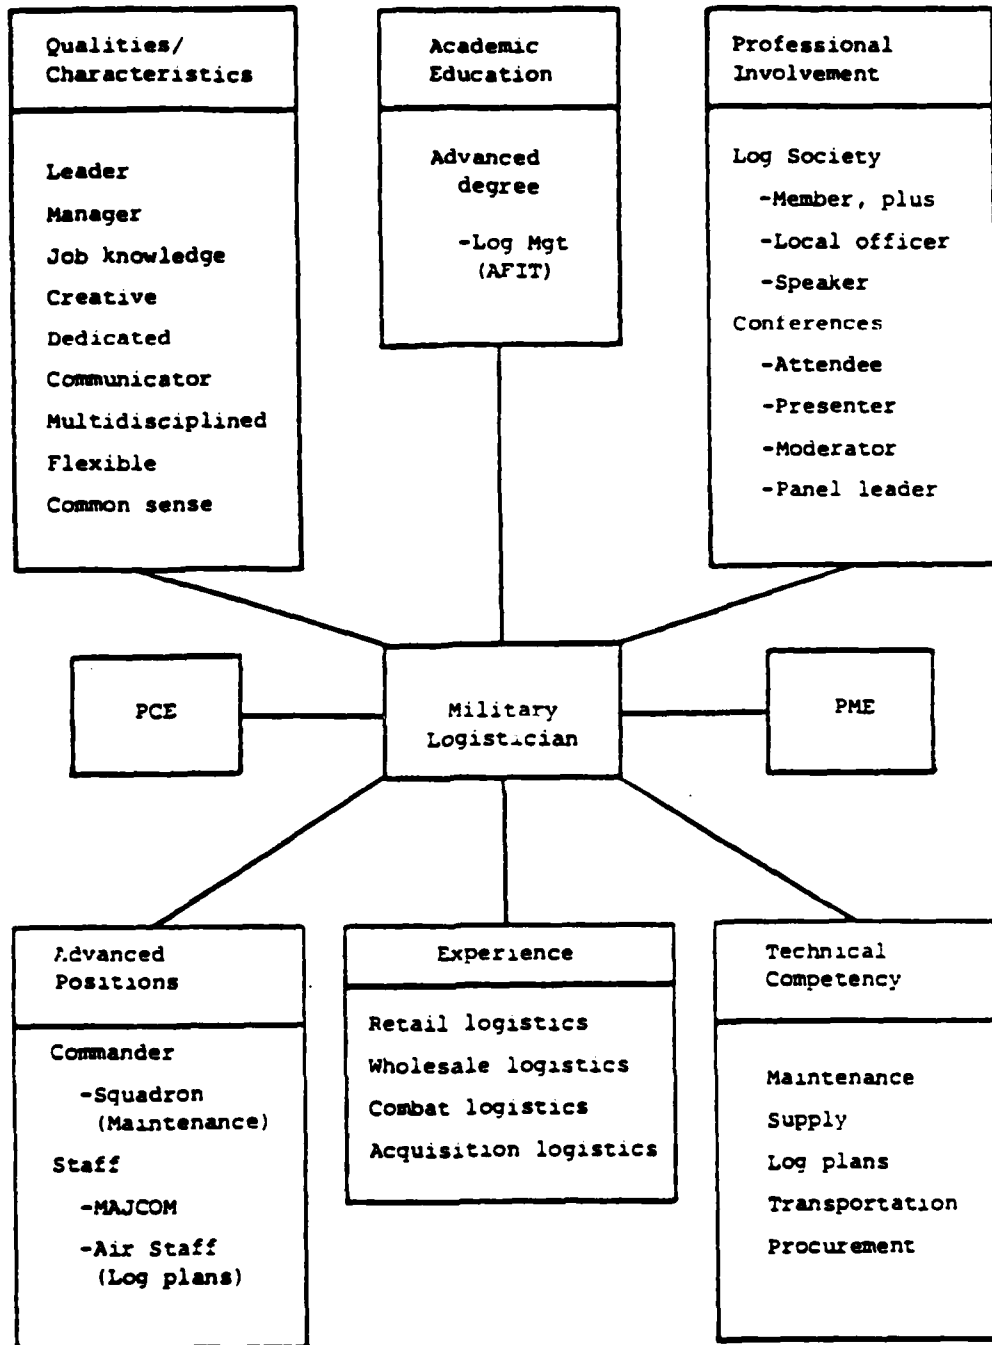 Qualities/
Characteristics
Leader
Manager
Job knowledge
Creative
Dedicated
Communicator
Multidisciplined
Flexible
Common sense
Academic
Education
Advanced
degree
-Log Mgt
(AFIT)
Professional
Involvement
Log Society
-Member, plus
-Local officer
-Speaker
Conferences
-Attendee
-Presenter
-Moderator
-Panel leader
PCE
Military
Logistician
PME
Advanced
Positions
Commander
-Squadron
(Maintenance)
Staff
-MAJCOM
-Air Staff
(Log plans)
Experience
Retail logistics
Wholesale logistics
Combat logistics
Acquisition logistics
Technical
Competency
Maintenance
Supply
Log plans
Transportation
Procurement